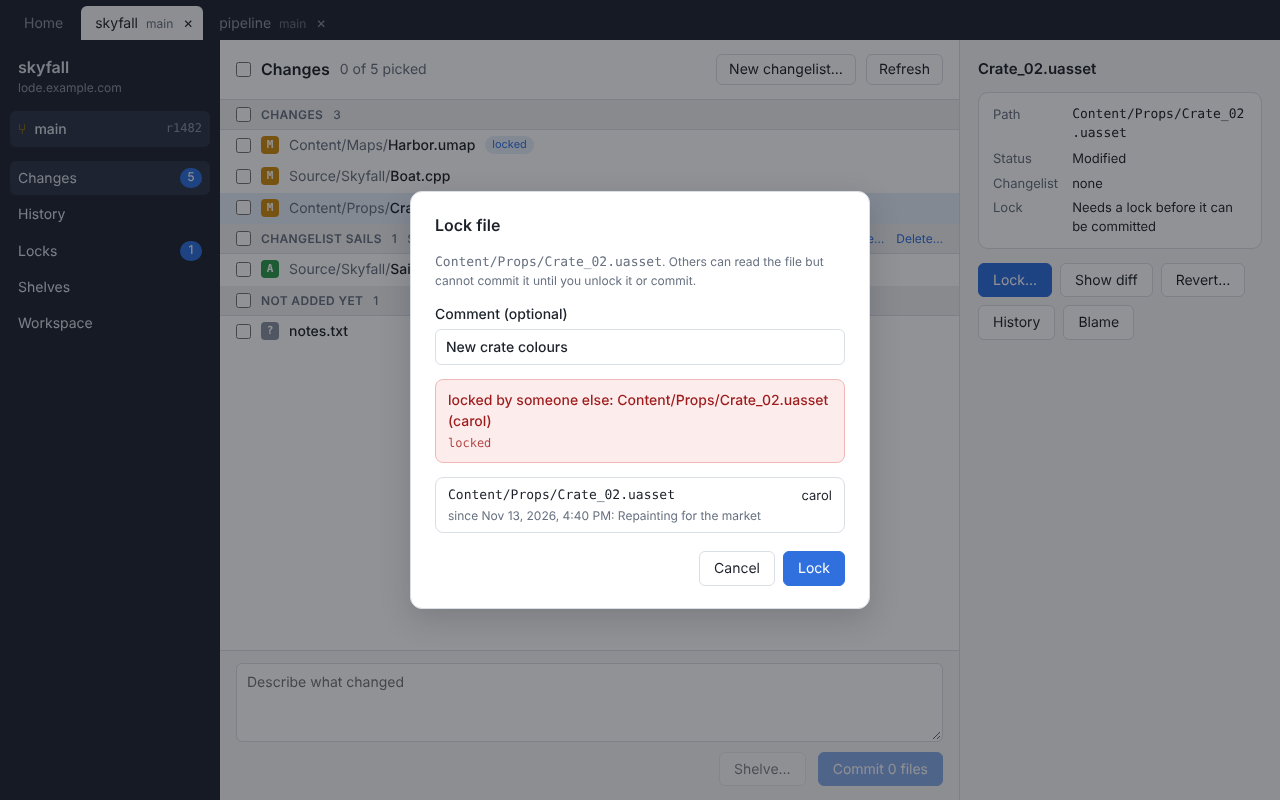 Home
skyfall main ×
pipeline main ×
skyfall
lode.example.com
main r1482
Changes 5
History
Locks 1
Shelves
Workspace
Changes 0 of 5 picked
New changelist...
Refresh
CHANGES 3
M Content/Maps/Harbor.umap locked
M Source/Skyfall/Boat.cpp
M Content/Props/Cra
CHANGELIST SAILS 1
e... Delete...
A Source/Skyfall/Sai
NOT ADDED YET 1
? notes.txt
Lock file
Content/Props/Crate_02.uasset. Others can read the file but
cannot commit it until you unlock it or commit.
Comment (optional)
New crate colours
locked by someone else: Content/Props/Crate_02.uasset
(carol)
locked
Content/Props/Crate_02.uasset carol
since Nov 13, 2026, 4:40 PM: Repainting for the market
Cancel
Lock
Describe what changed
Shelve...
Commit 0 files
Crate_02.uasset
Path Content/Props/Crate_02
.uasset
Status Modified
Changelist none
Lock Needs a lock before it can
be committed
Lock...
Show diff
Revert...
History
Blame